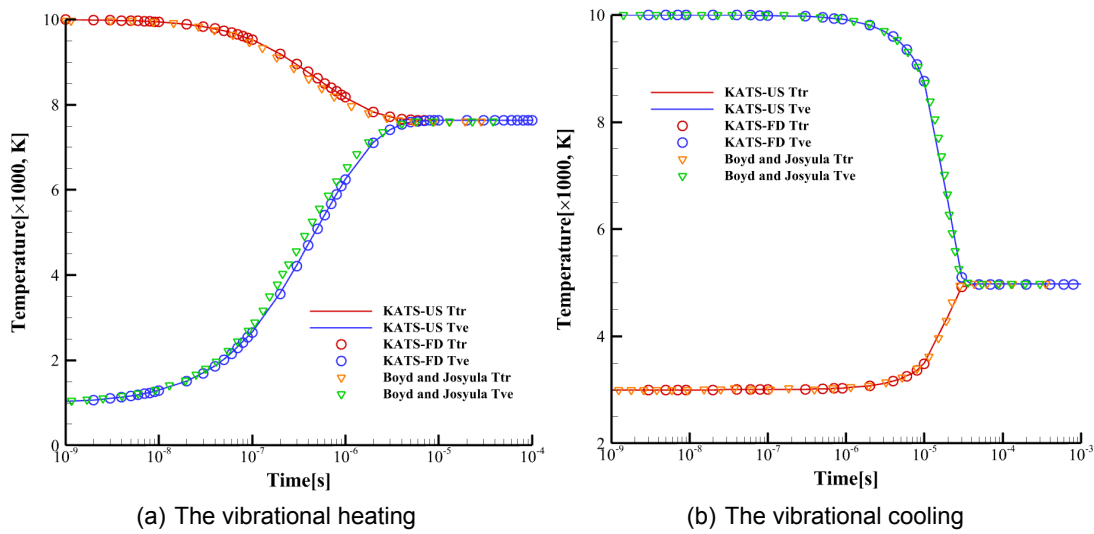 10
8
6
4
2
0
Temperature[×1000, K]
10⁻⁹ 10⁻⁸ 10⁻⁷ 10⁻⁶ 10⁻⁵ 10⁻⁴
Time[s]
KATS-US Ttr
KATS-US Tve
KATS-FD Ttr
KATS-FD Tve
Boyd and Josyula Ttr
Boyd and Josyula Tve
(a) The vibrational heating
10
8
6
4
2
Temperature[×1000, K]
10⁻⁹ 10⁻⁸ 10⁻⁷ 10⁻⁶ 10⁻⁵ 10⁻⁴ 10⁻³
Time[s]
KATS-US Ttr
KATS-US Tve
KATS-FD Ttr
KATS-FD Tve
Boyd and Josyula Ttr
Boyd and Josyula Tve
(b) The vibrational cooling